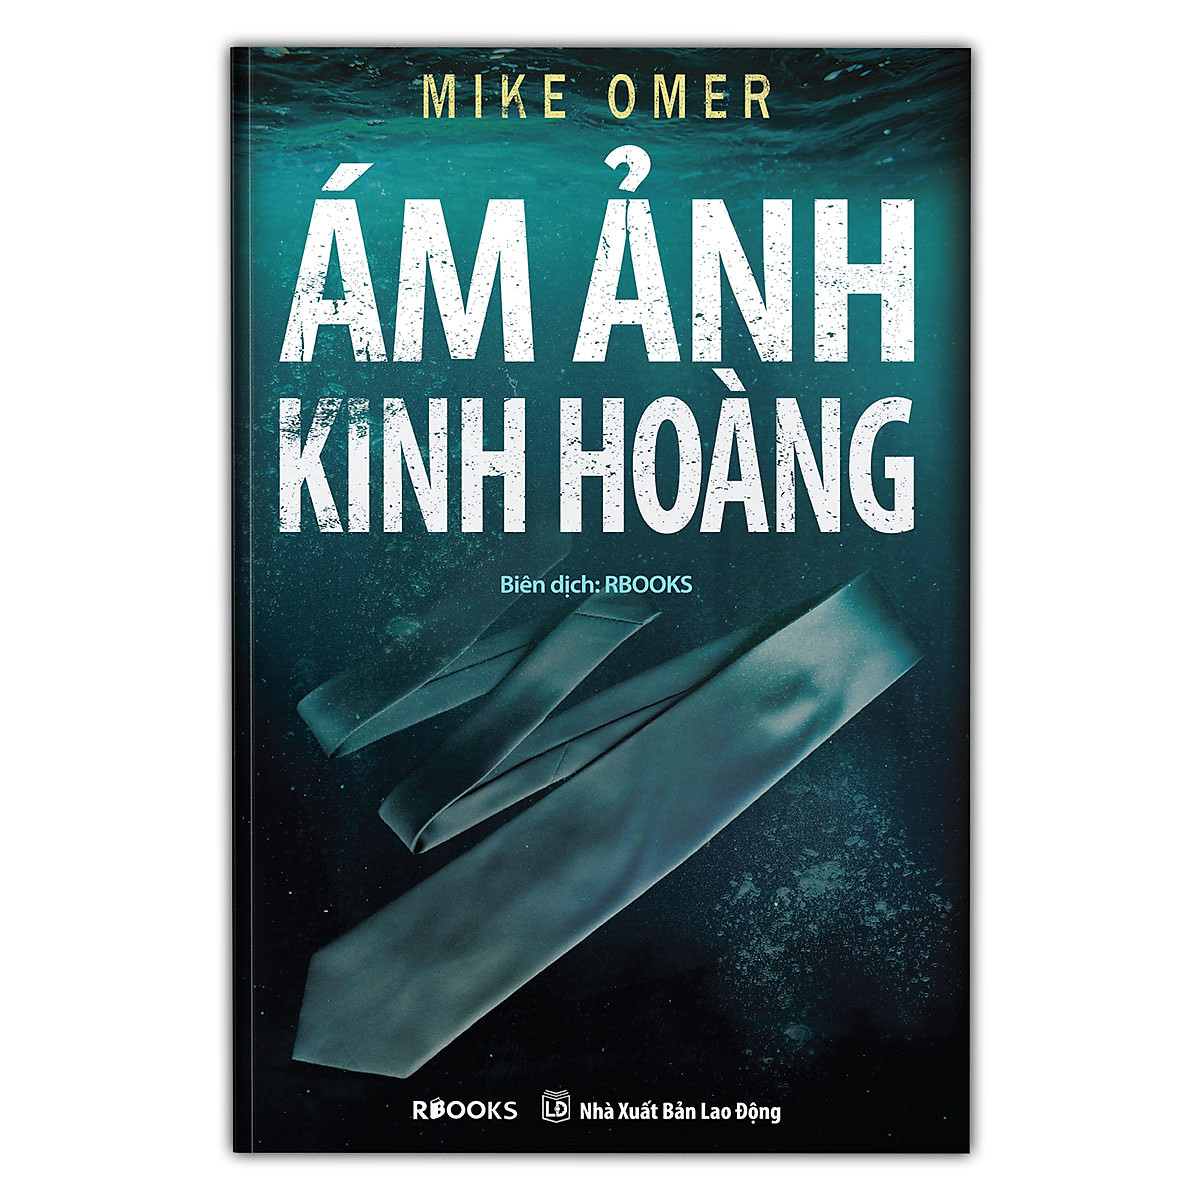 MIKE OMER
ÁM ẢNH
KINH HOÀNG
Biên dịch: RBOOKS
RBOOKS LĐ Nhà Xuất Bản Lao Động